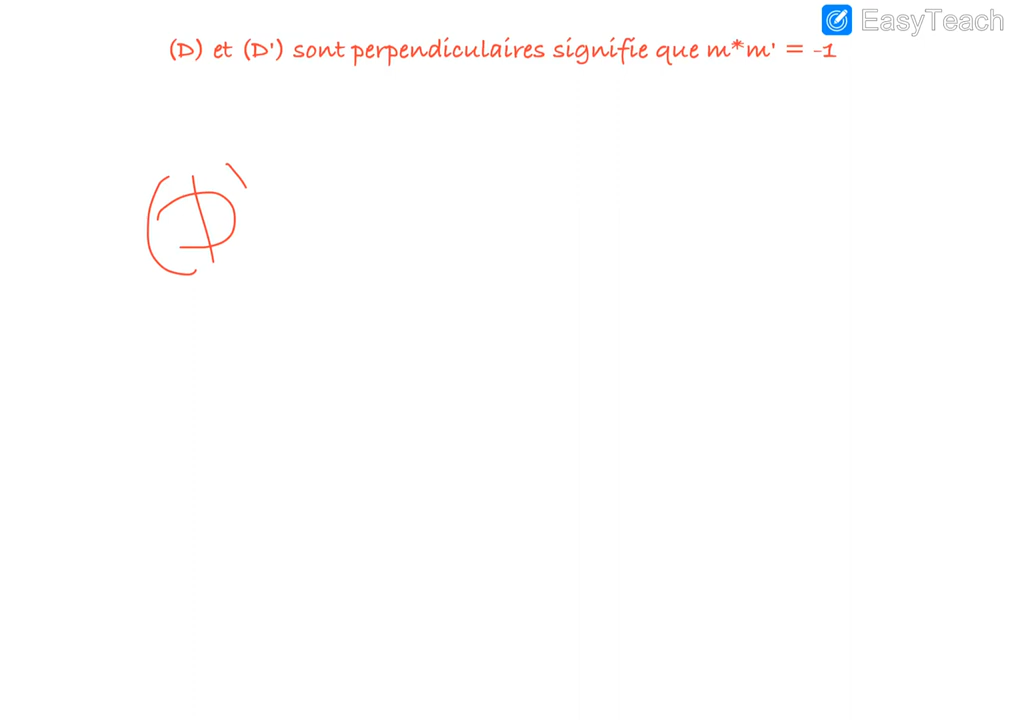 EasyTeach
(D) et (D') sont perpendiculaires signifie que m*m' = -1
(D)